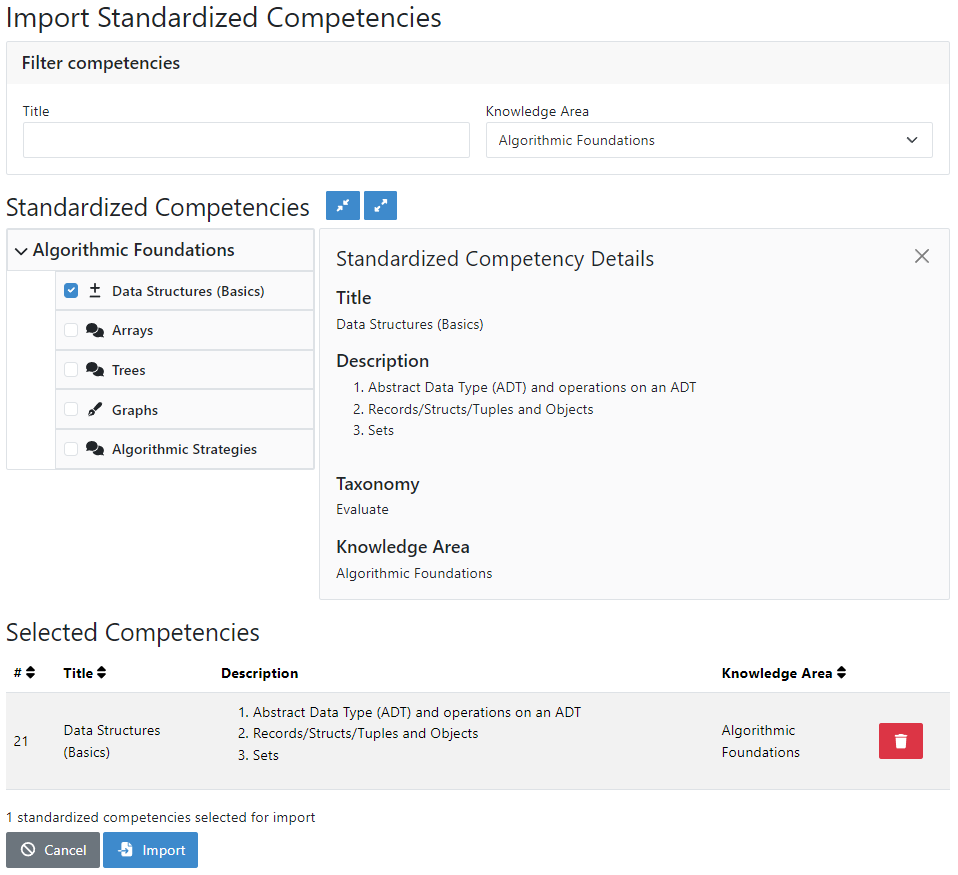 Import Standardized Competencies
Filter competencies
Title
Knowledge Area
Algorithmic Foundations
Standardized Competencies
Algorithmic Foundations
Data Structures (Basics)
Arrays
Trees
Graphs
Algorithmic Strategies
Standardized Competency Details
Title
Data Structures (Basics)
Description
1. Abstract Data Type (ADT) and operations on an ADT
2. Records/Structs/Tuples and Objects
3. Sets
Taxonomy
Evaluate
Knowledge Area
Algorithmic Foundations
Selected Competencies
# Title Description Knowledge Area
21
Data Structures
(Basics)
1. Abstract Data Type (ADT) and operations on an ADT
2. Records/Structs/Tuples and Objects
3. Sets
Algorithmic
Foundations
1 standardized competencies selected for import
Cancel Import